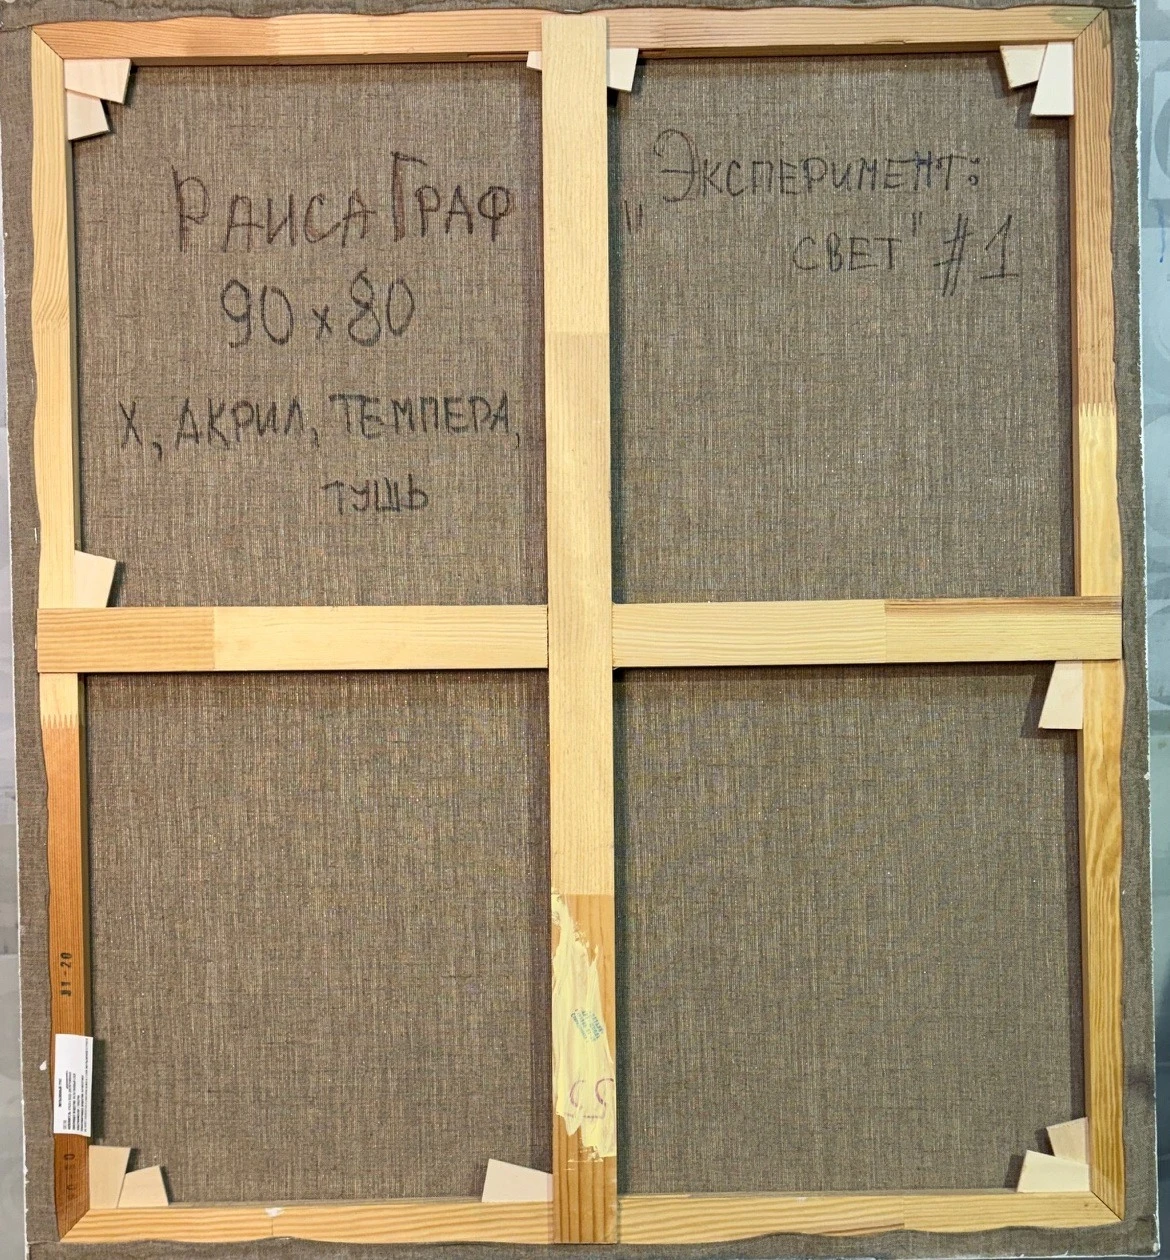 Раиса Граф
90 x 80
Х, АКРИЛ, ТЕМПЕРА,
ТУШЬ
Эксперимент:
"
СВЕТ" #1